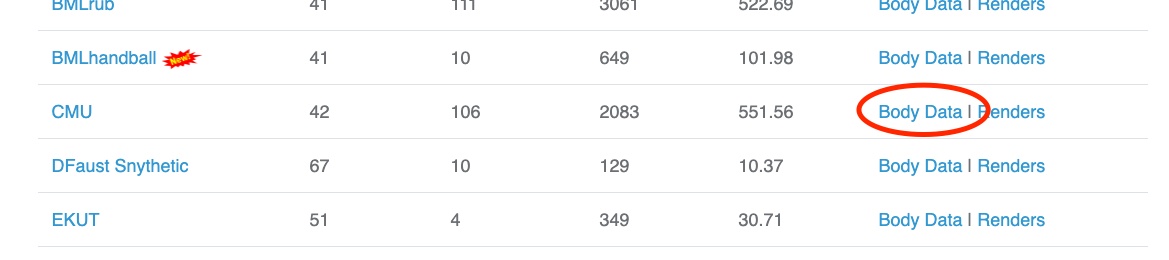 BMLrub 41 111 3061 522.69 Body Data | Renders
BMLhandball New! 41 10 649 101.98 Body Data | Renders
CMU 42 106 2083 551.56 Body Data | Renders
DFaust Snythetic 67 10 129 10.37 Body Data | Renders
EKUT 51 4 349 30.71 Body Data | Renders